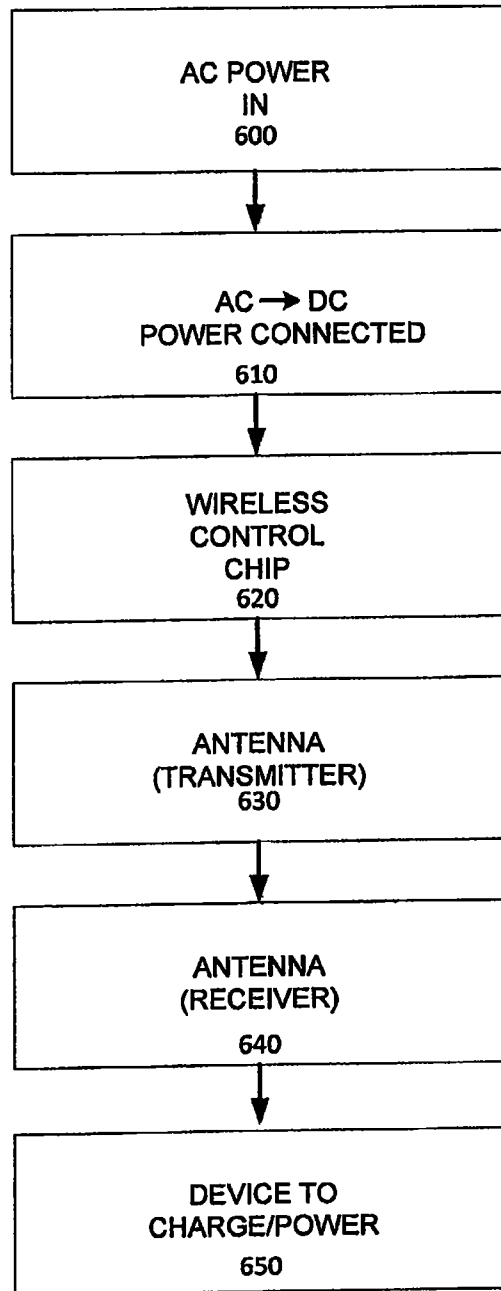 AC POWER
IN
600
AC → DC
POWER CONNECTED
610
WIRELESS
CONTROL
CHIP
620
ANTENNA
(TRANSMITTER)
630
ANTENNA
(RECEIVER)
640
DEVICE TO
CHARGE/POWER
650